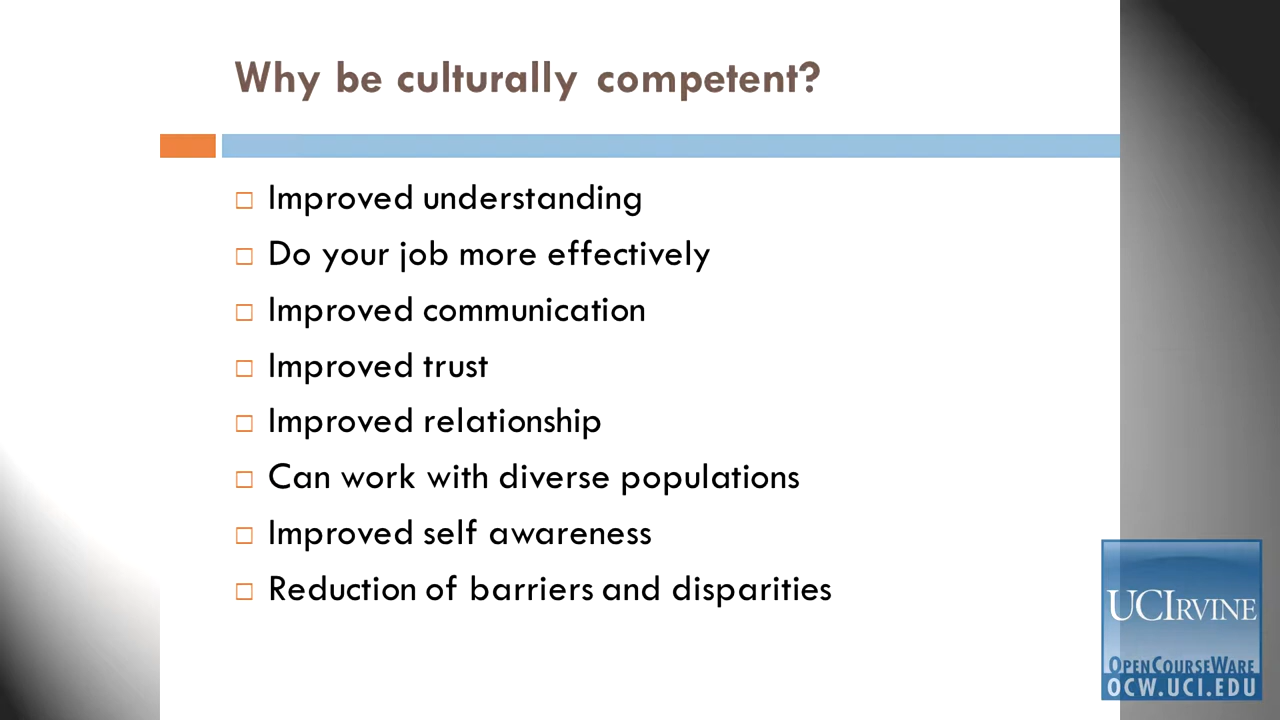 Why be culturally competent?
Improved understanding
Do your job more effectively
Improved communication
Improved trust
Improved relationship
Can work with diverse populations
Improved self awareness
Reduction of barriers and disparities
UCIRVINE
OPENCOURSEWARE
OCW.UCI.EDU